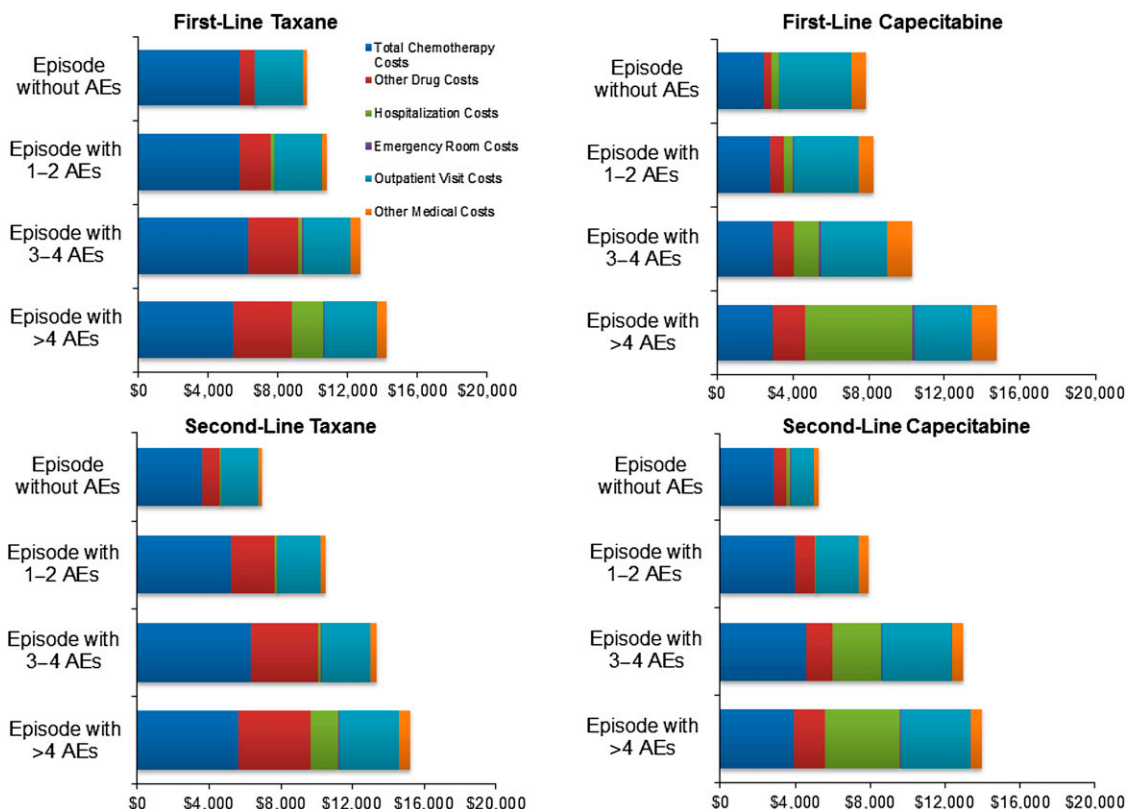 First-Line Taxane
Episode
without AEs
Episode with
1–2 AEs
Episode with
3–4 AEs
Episode with
>4 AEs
$0 $4,000 $8,000 $12,000 $16,000 $20,000
Total Chemotherapy
Costs
Other Drug Costs
Hospitalization Costs
Emergency Room Costs
Outpatient Visit Costs
Other Medical Costs
First-Line Capecitabine
Episode
without AEs
Episode with
1–2 AEs
Episode with
3–4 AEs
Episode with
>4 AEs
$0 $4,000 $8,000 $12,000 $16,000 $20,000
Second-Line Taxane
Episode
without AEs
Episode with
1–2 AEs
Episode with
3–4 AEs
Episode with
>4 AEs
$0 $4,000 $8,000 $12,000 $16,000 $20,000
Second-Line Capecitabine
Episode
without AEs
Episode with
1–2 AEs
Episode with
3–4 AEs
Episode with
>4 AEs
$0 $4,000 $8,000 $12,000 $16,000 $20,000